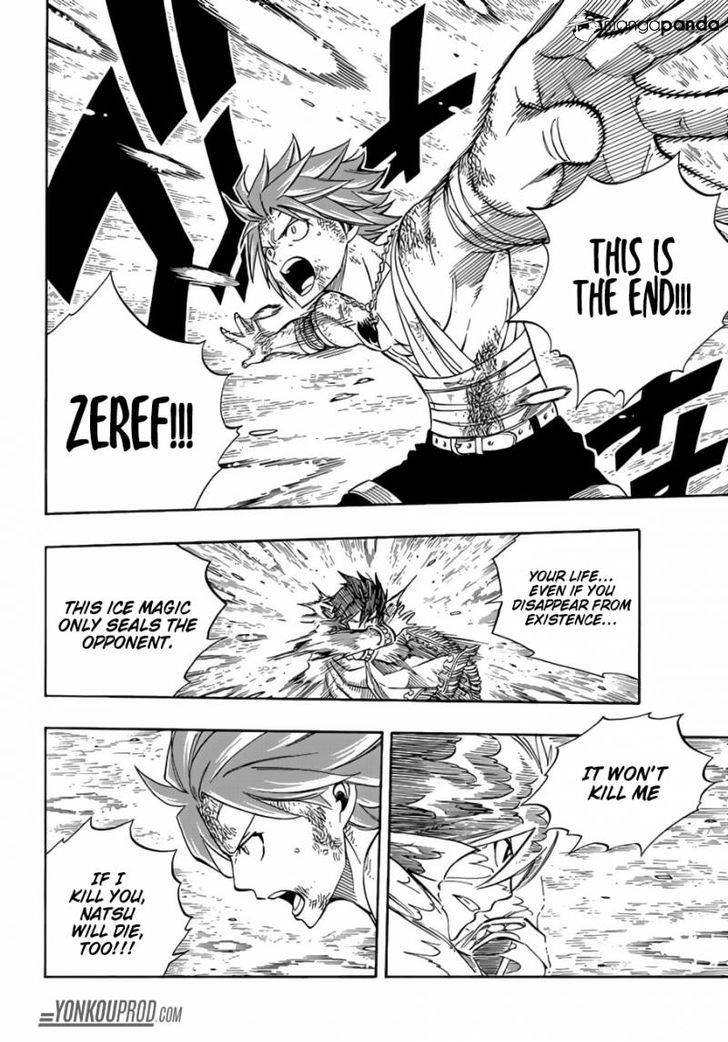 mangapanda
THIS IS
THE END!!!
ZEREF!!!
YOUR LIFE...
EVEN IF YOU
DISAPPEAR FROM
EXISTENCE...
THIS ICE MAGIC
ONLY SEALS THE
OPPONENT.
IT WON'T
KILL ME
IF I
KILL YOU,
NATSU
WILL DIE,
TOO!!!
=YONKOUPROD.COM